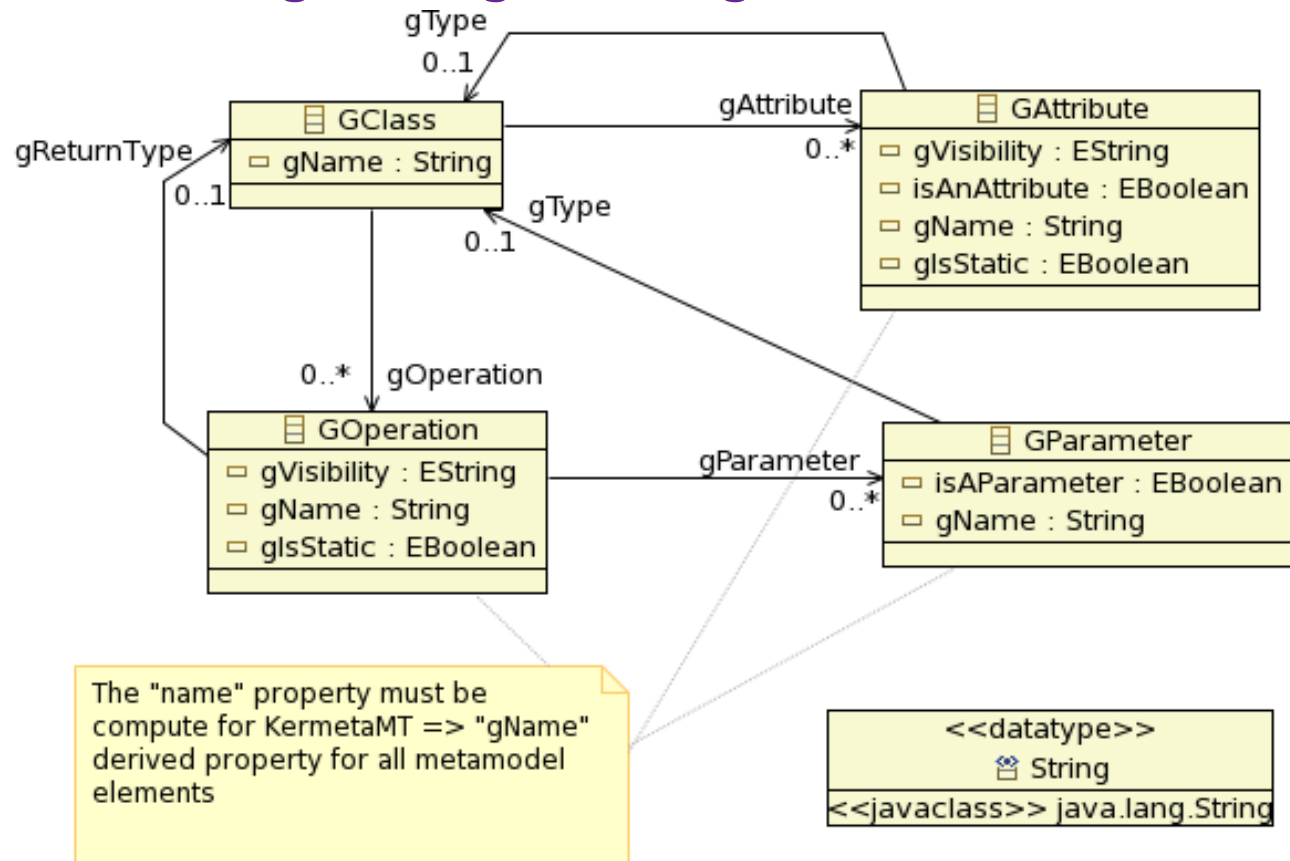 gType
0..1
GClass
gName : String
gAttribute
0..*
GAttribute
gVisibility : EString
isAnAttribute : EBoolean
gName : String
gIsStatic : EBoolean
gReturnType
0..1
gType
0..1
0..*
gOperation
GOperation
gVisibility : EString
gName : String
gIsStatic : EBoolean
gParameter
0..*
GParameter
isAParameter : EBoolean
gName : String
The "name" property must be
compute for KermetaMT => "gName"
derived property for all metamodel
elements
<<datatype>>
String
<<javaclass>> java.lang.String